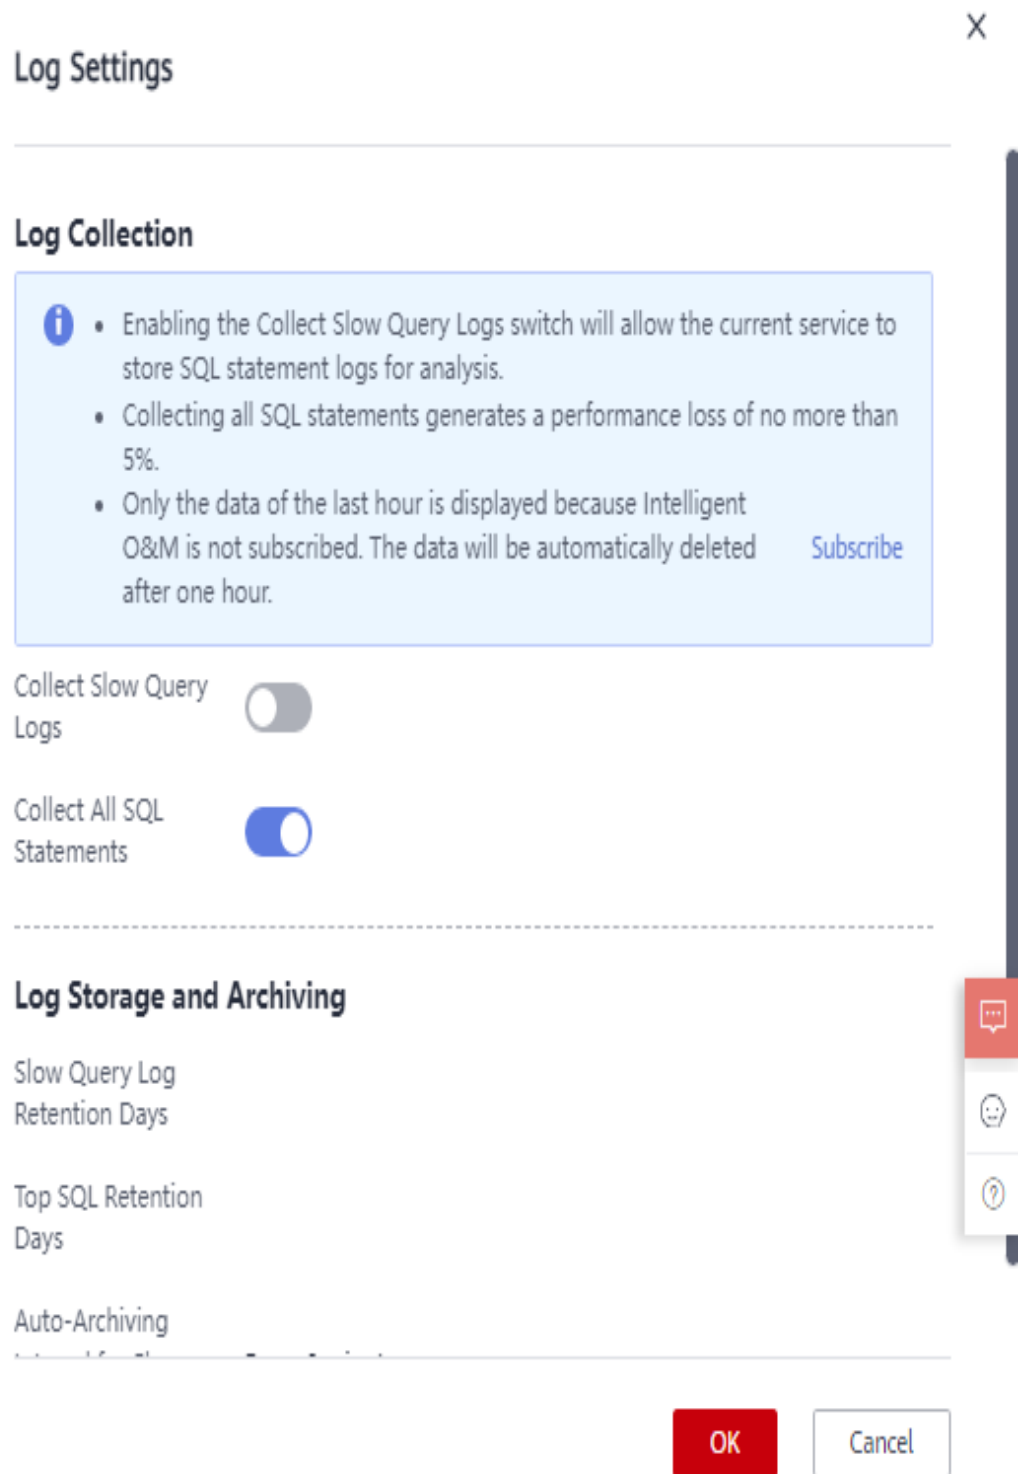 Log Settings
Log Collection
Enabling the Collect Slow Query Logs switch will allow the current service to
store SQL statement logs for analysis.
Collecting all SQL statements generates a performance loss of no more than
5%.
Only the data of the last hour is displayed because Intelligent
O&M is not subscribed. The data will be automatically deleted
after one hour.
Subscribe
Collect Slow Query
Logs
Collect All SQL
Statements
Log Storage and Archiving
Slow Query Log
Retention Days
Top SQL Retention
Days
Auto-Archiving
OK
Cancel